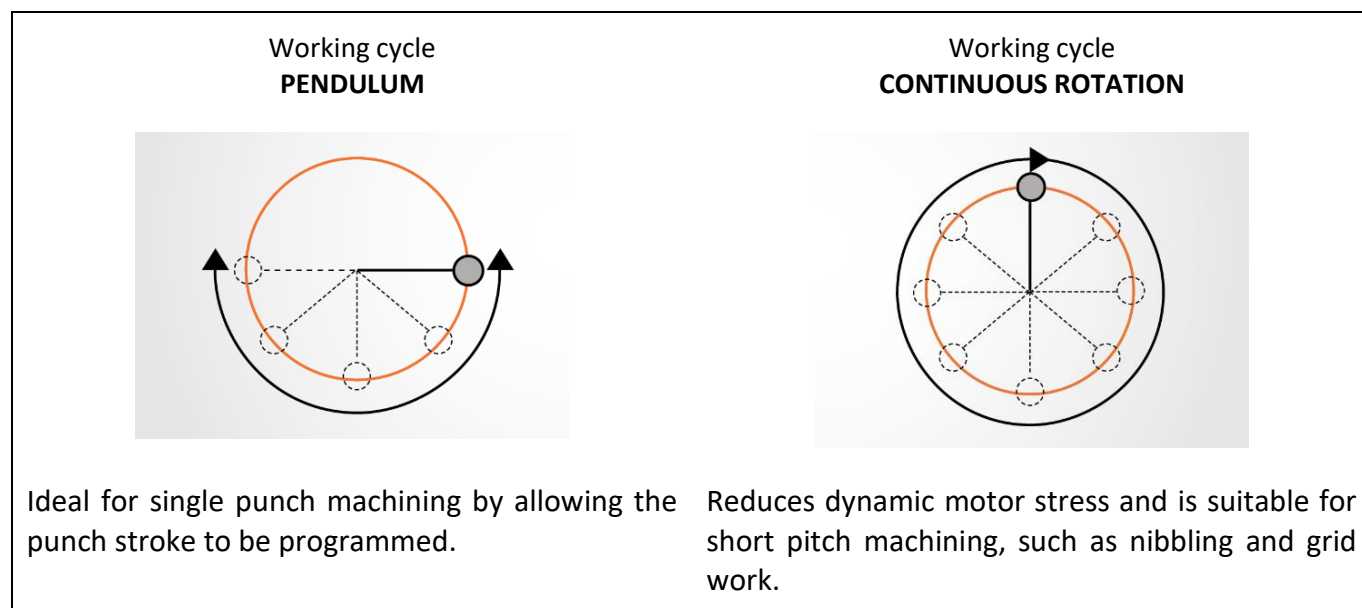 Working cycle
PENDULUM
Ideal for single punch machining by allowing the
punch stroke to be programmed.
Working cycle
CONTINUOUS ROTATION
Reduces dynamic motor stress and is suitable for
short pitch machining, such as nibbling and grid
work.